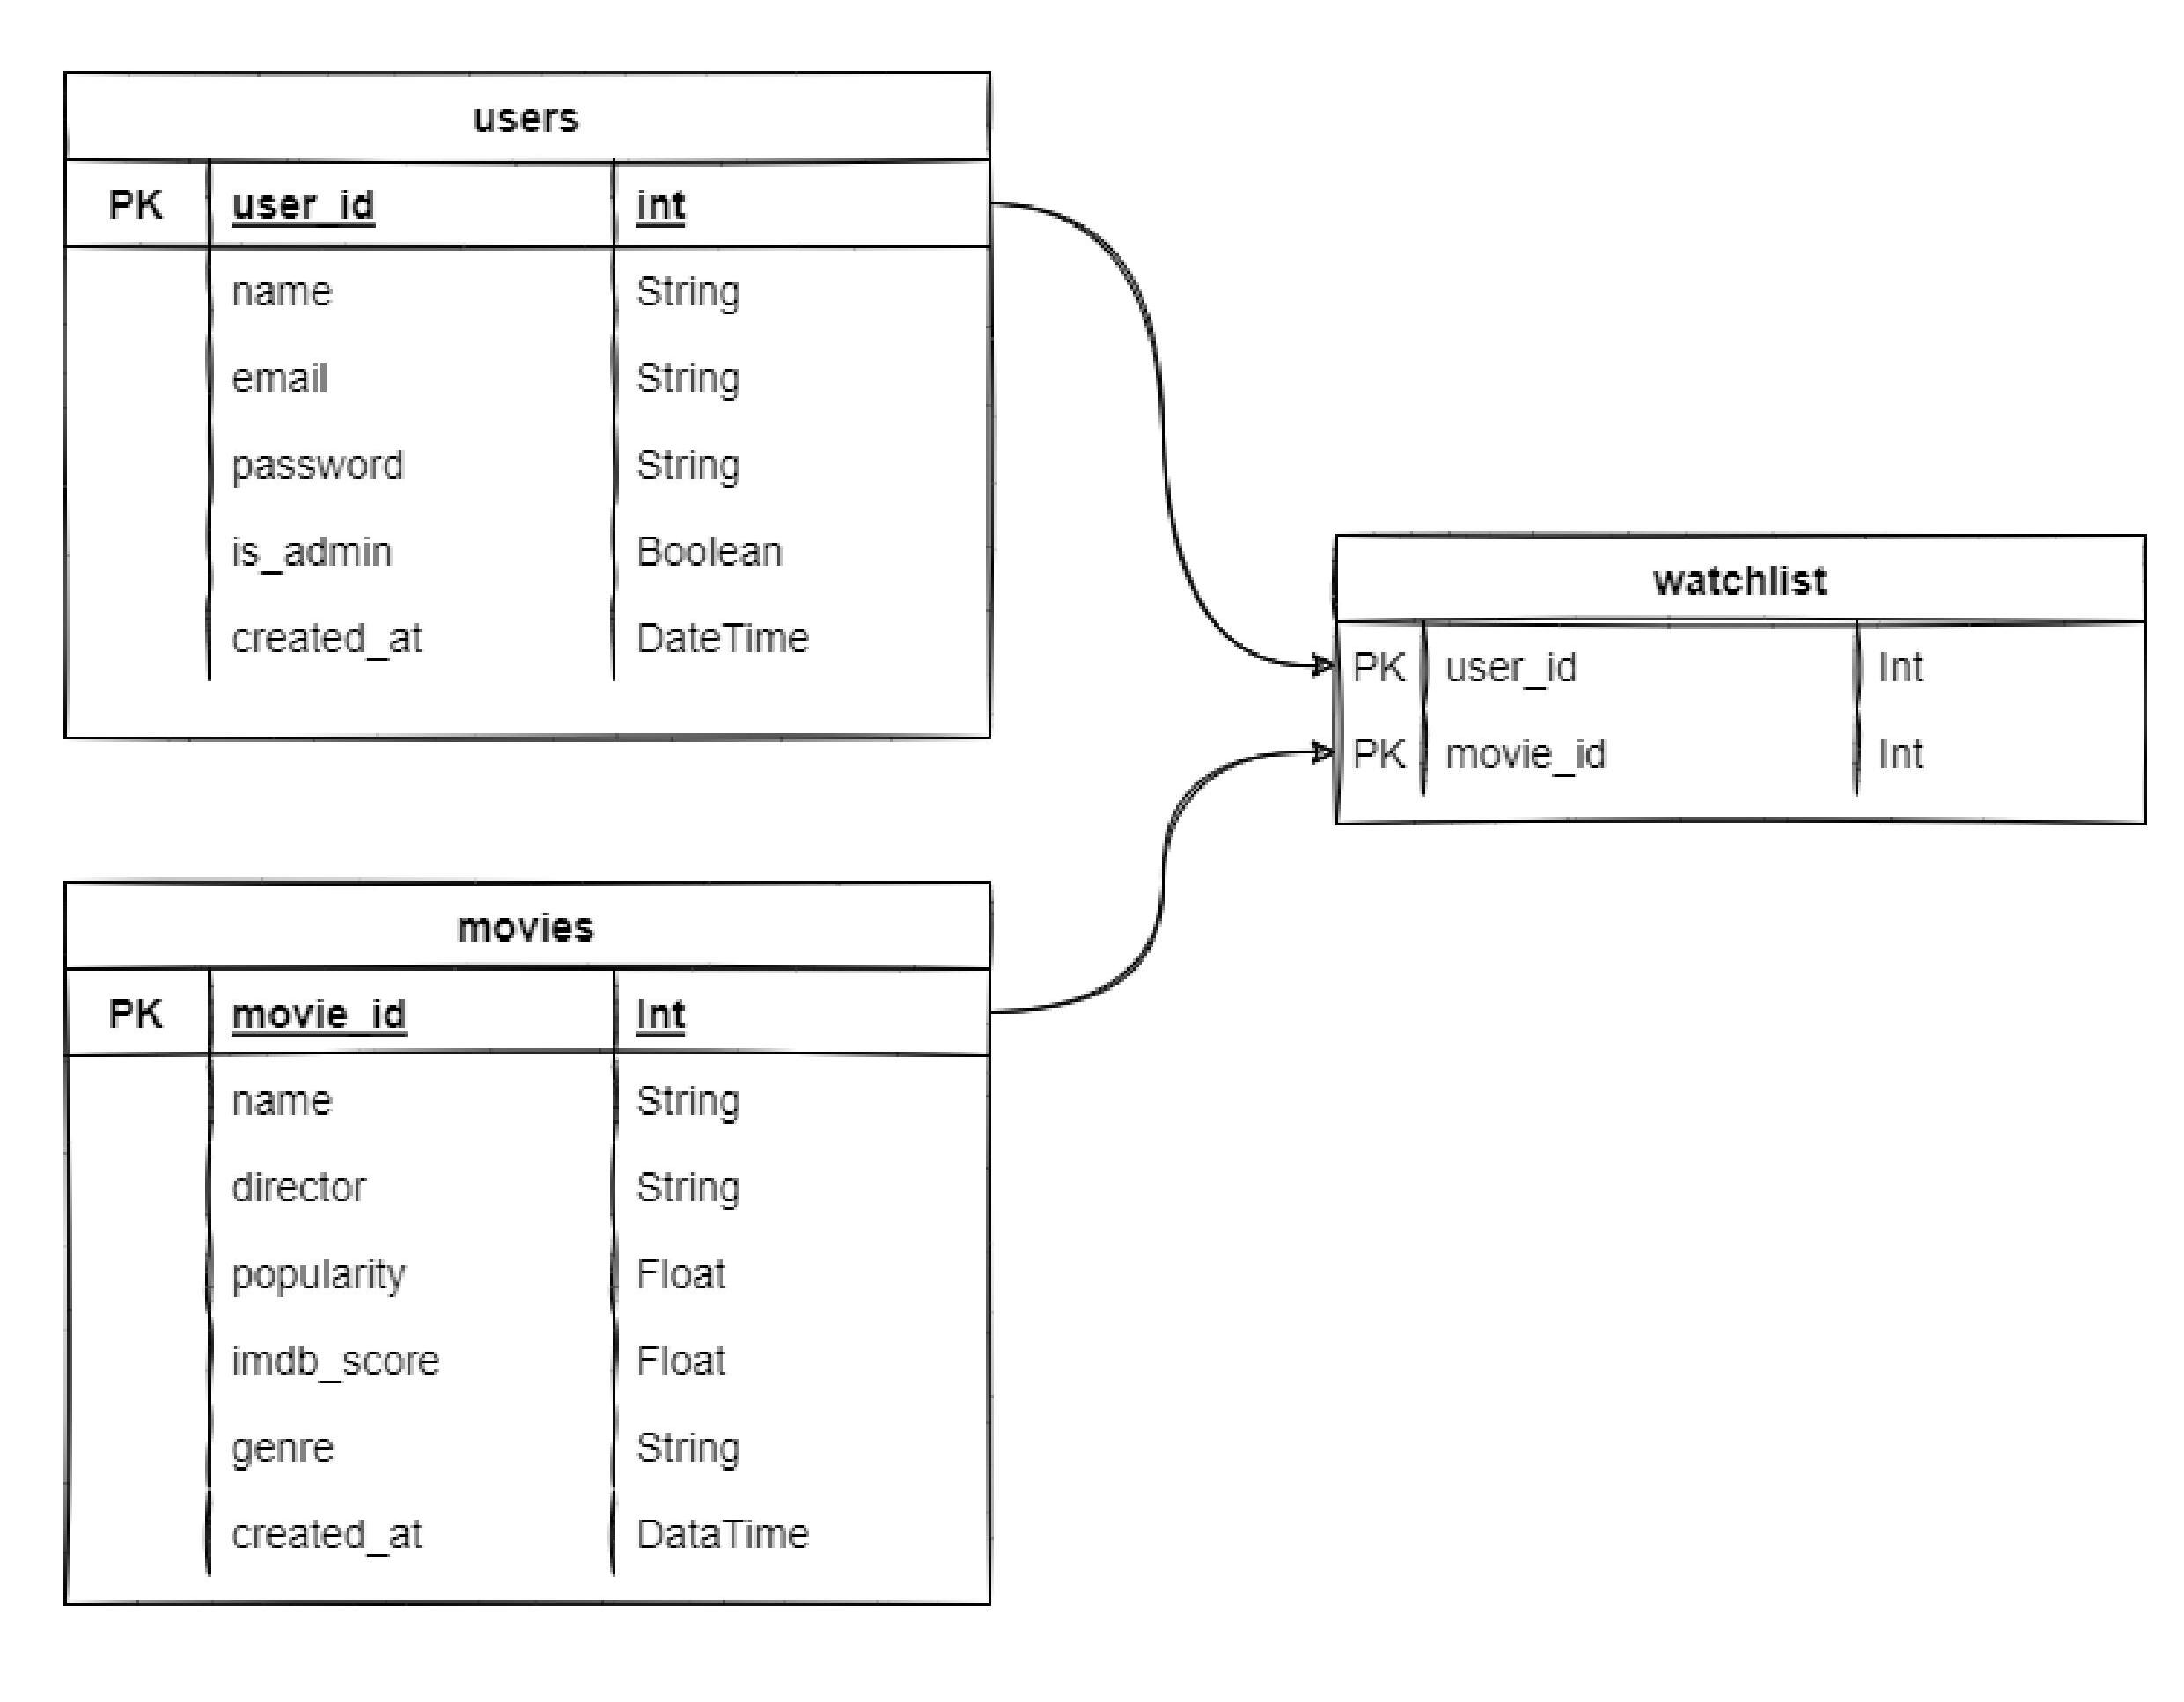 users
PK user_id int
name String
email String
password String
is_admin Boolean
created_at DateTime
watchlist
PK user_id Int
PK movie_id Int
movies
PK movie_id Int
name String
director String
popularity Float
imdb_score Float
genre String
created_at DataTime